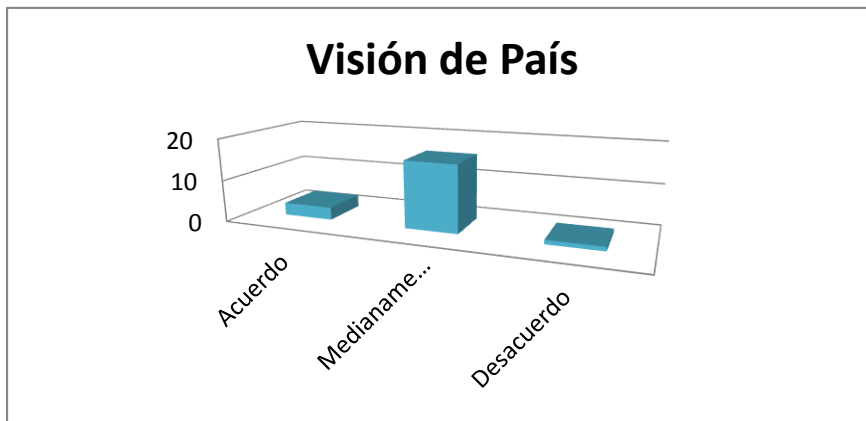 Visión de País
20
10
0
Acuerdo
Medianame...
Desacuerdo